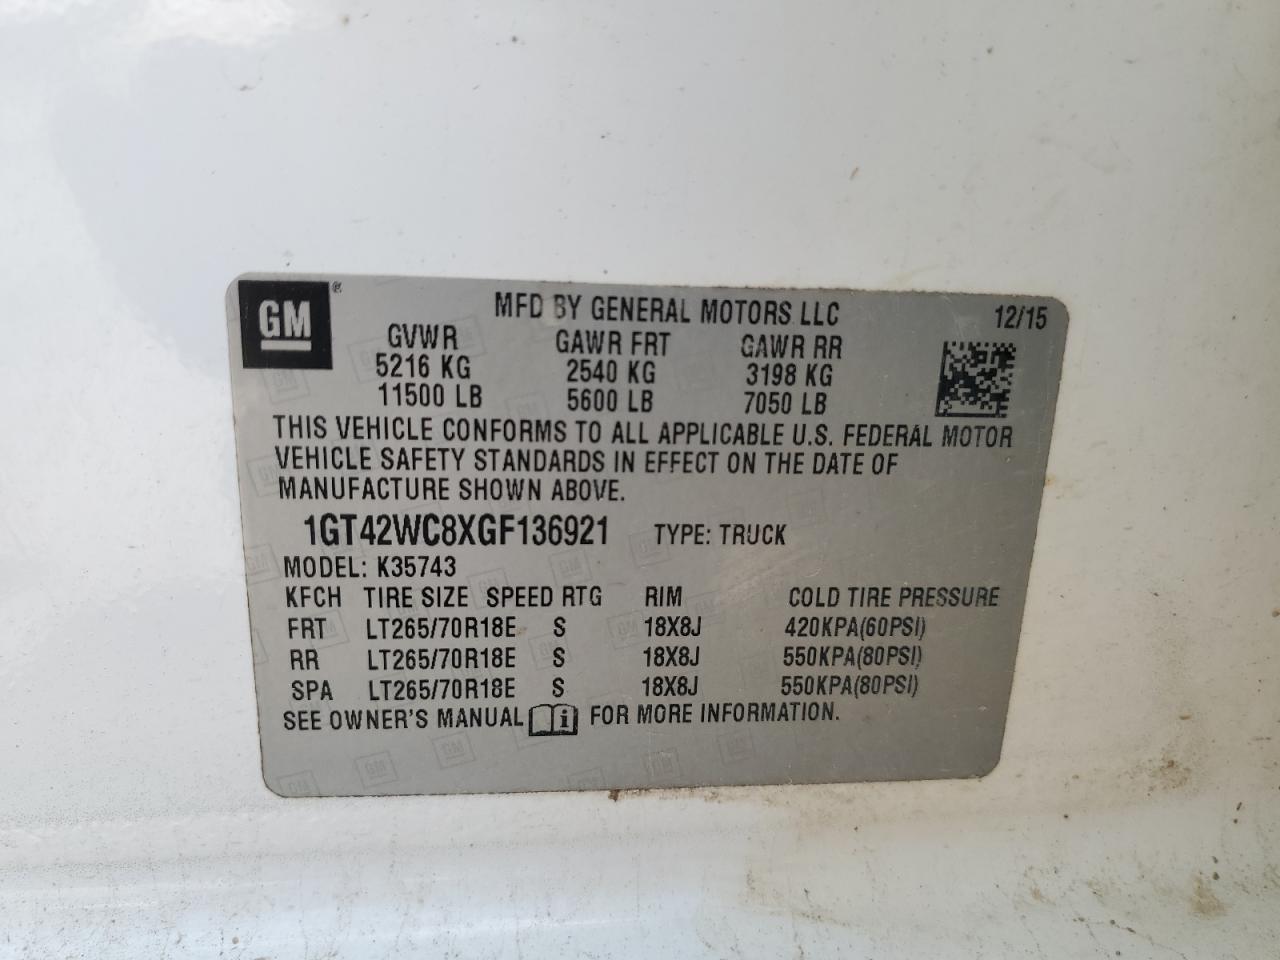 GM ® MFD BY GENERAL MOTORS LLC 12/15
GVWR GAWR FRT GAWR RR
5216 KG 2540 KG 3198 KG
11500 LB 5600 LB 7050 LB
THIS VEHICLE CONFORMS TO ALL APPLICABLE U.S. FEDERAL MOTOR
VEHICLE SAFETY STANDARDS IN EFFECT ON THE DATE OF
MANUFACTURE SHOWN ABOVE.
1GT42WC8XGF136921 TYPE: TRUCK
MODEL: K35743
KFCH TIRE SIZE SPEED RTG RIM COLD TIRE PRESSURE
FRT LT265/70R18E S 18X8J 420KPA(60PSI)
RR LT265/70R18E S 18X8J 550KPA(80PSI)
SPA LT265/70R18E S 18X8J 550KPA(80PSI)
SEE OWNER'S MANUAL i FOR MORE INFORMATION.